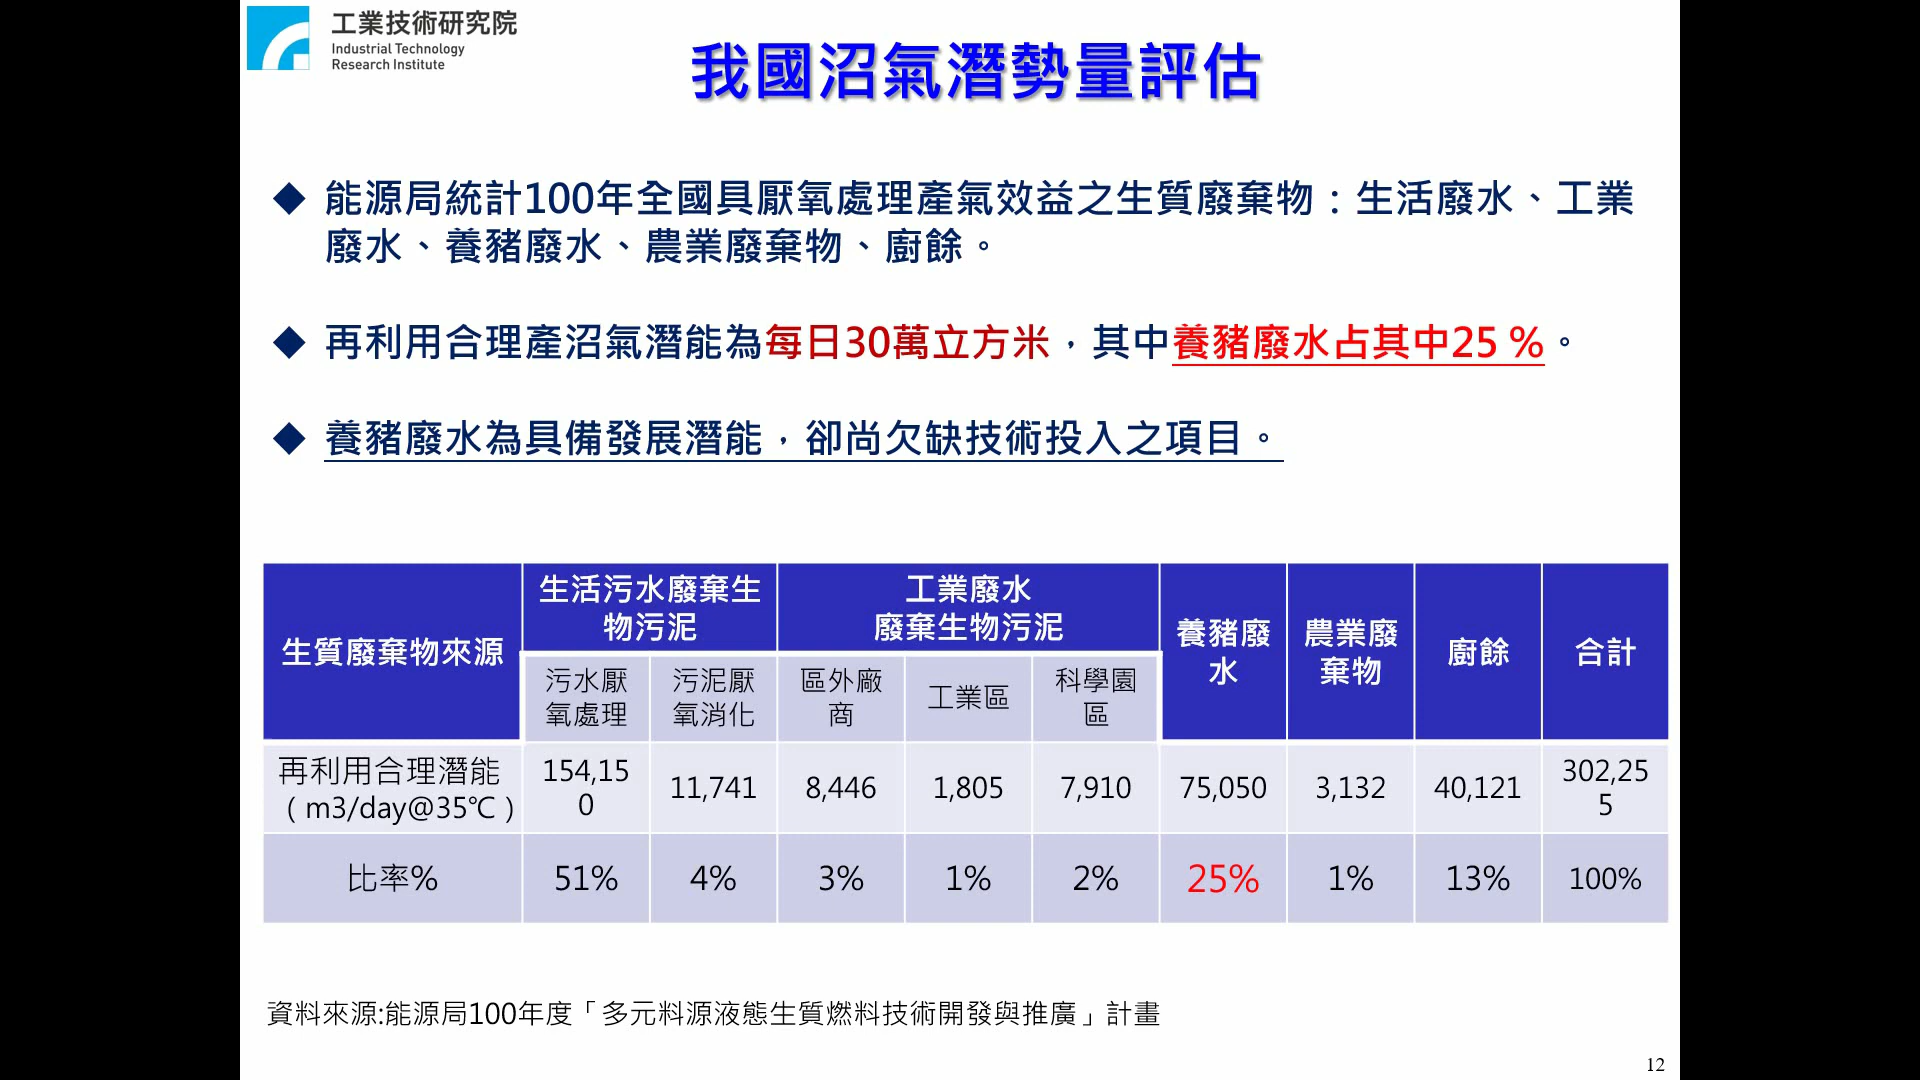 工業技術研究院
Industrial Technology
Research Institute
我國沼氣潛勢量評估
◆ 能源局統計100年全國具厭氧處理產氣效益之生質廢棄物：生活廢水、工業
廢水、養豬廢水、農業廢棄物、廚餘。
◆ 再利用合理產沼氣潛能為每日30萬立方米，其中養豬廢水占其中25 %。
◆ 養豬廢水為具備發展潛能，卻尚欠缺技術投入之項目。
生質廢棄物來源
生活污水廢棄生
物污泥
工業廢水
廢棄生物污泥
養豬廢
水
農業廢
棄物
廚餘
合計
污水厭
氧處理
污泥厭
氧消化
區外廠
商
工業區
科學園
區
再利用合理潛能
（m3/day@35℃）
154,15
0
11,741
8,446
1,805
7,910
75,050
3,132
40,121
302,25
5
比率%
51%
4%
3%
1%
2%
25%
1%
13%
100%
資料來源:能源局100年度「多元料源液態生質燃料技術開發與推廣」計畫
12